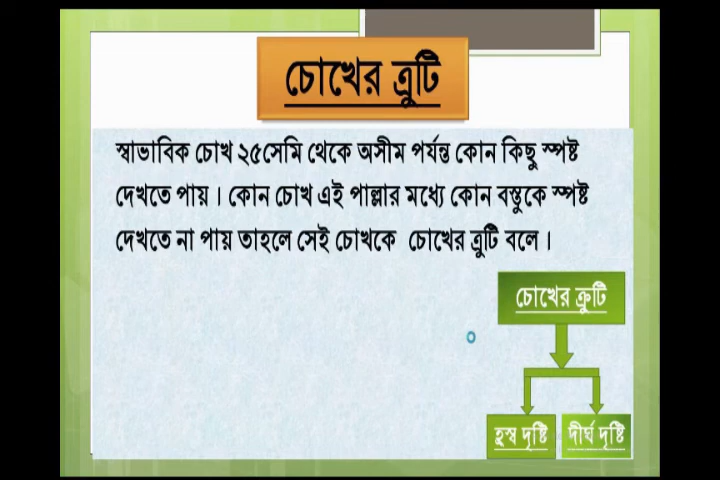 চোখের ত্রুটি
স্বাভাবিক চোখ ২৫সেমি থেকে অসীম পর্যন্ত কোন কিছু স্পষ্ট
দেখতে পায় । কোন চোখ এই পাল্লার মধ্যে কোন বস্তুকে স্পষ্ট
দেখতে না পায় তাহলে সেই চোখকে চোখের ত্রুটি বলে ।
চোখের ত্রুটি
হ্রস্ব দৃষ্টি
দীর্ঘ দৃষ্টি